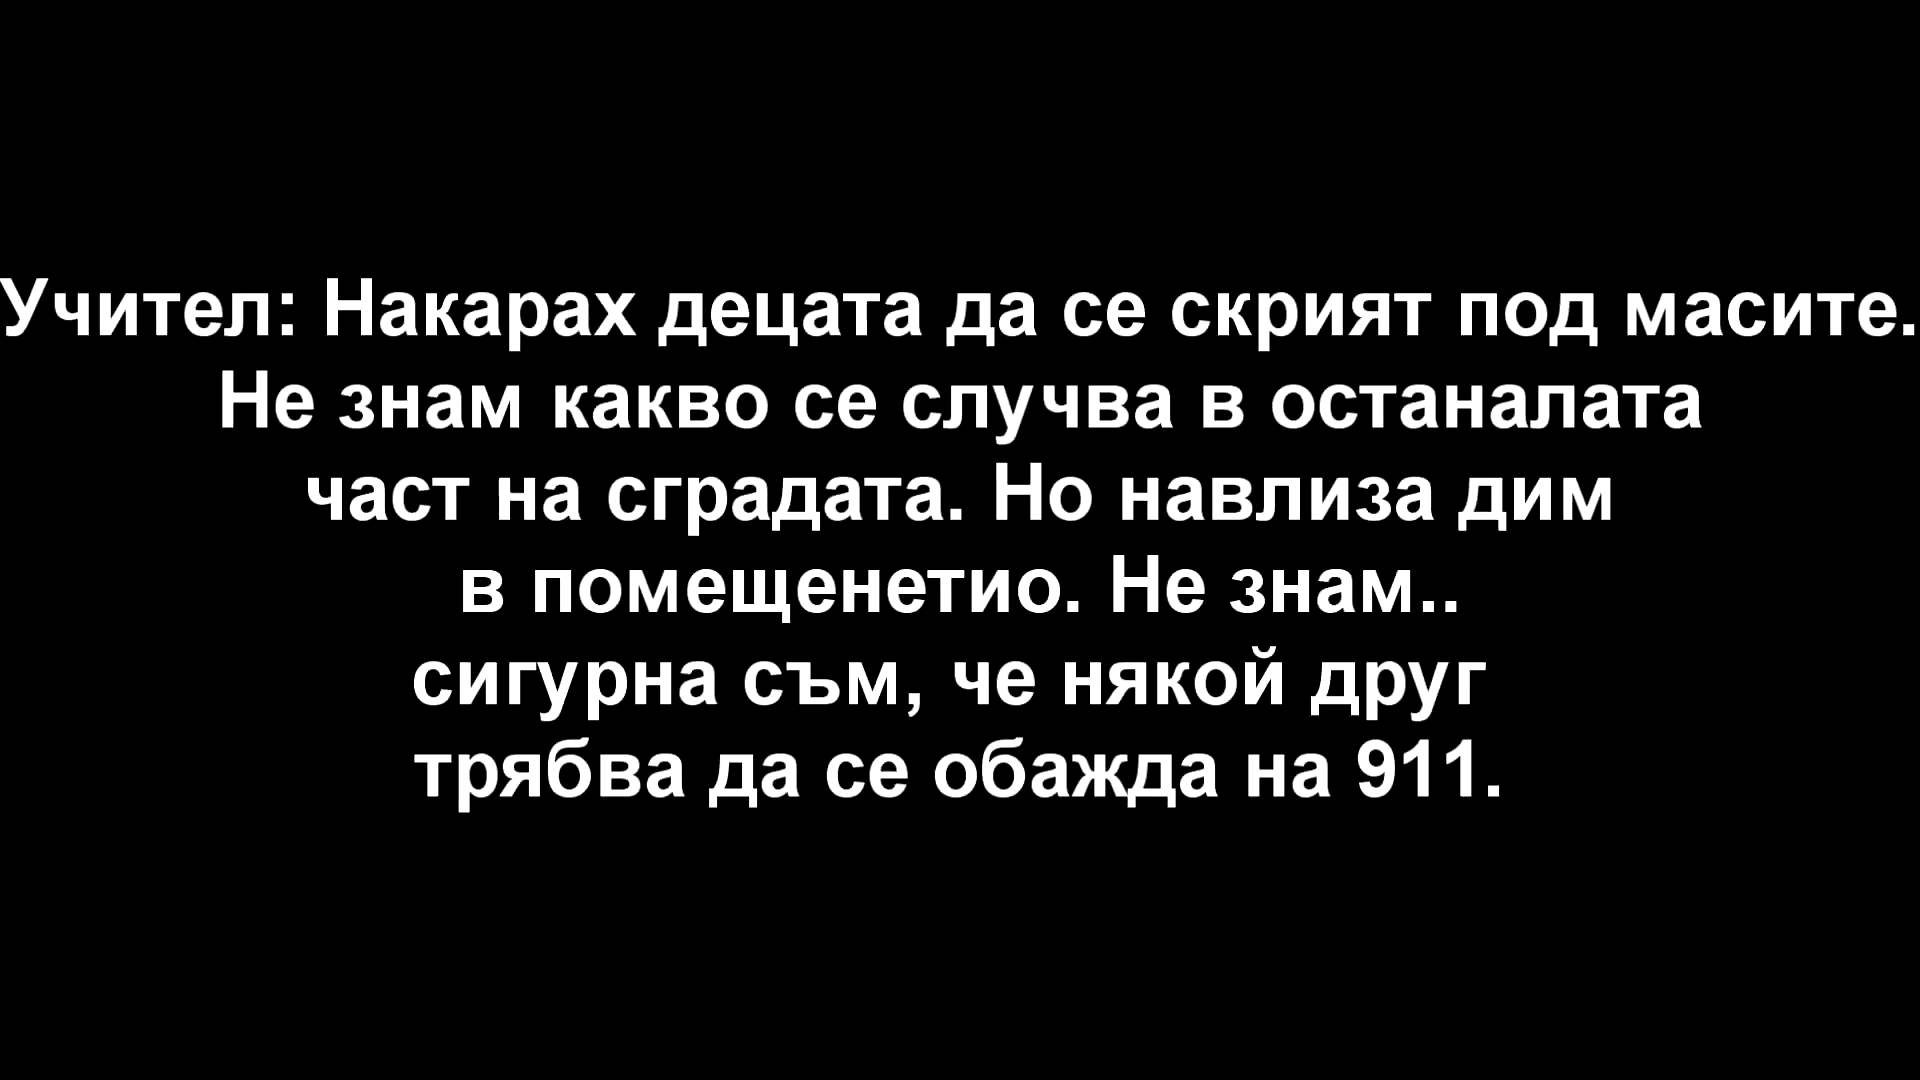 Учител: Накарах децата да се скрият под масите.
Не знам какво се случва в останалата
част на сградата. Но навлиза дим
в помещенетио. Не знам..
сигурна съм, че някой друг
трябва да се обажда на 911.